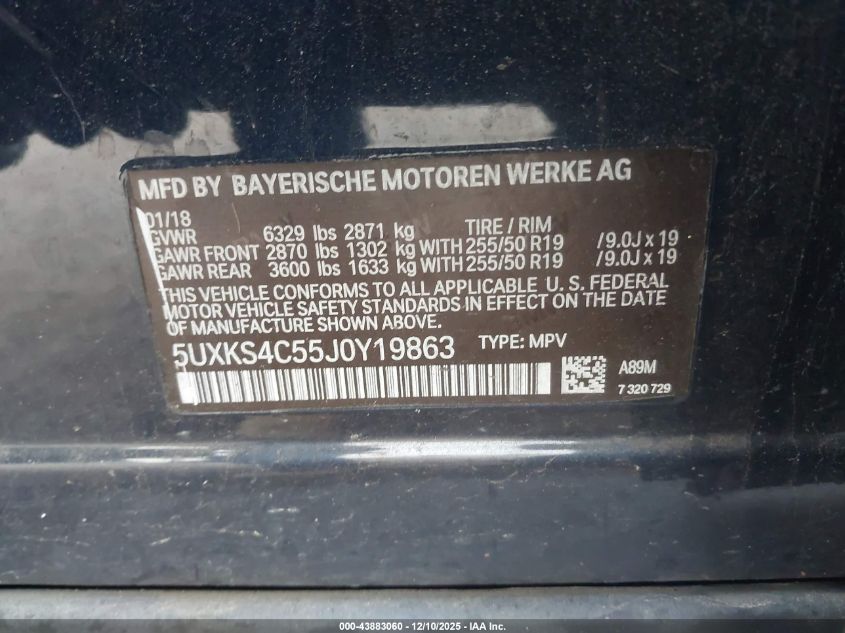 MFD BY BAYERISCHE MOTOREN WERKE AG
01/18 TIRE / RIM
GVWR 6329 lbs 2871 kg
GAWR FRONT 2870 lbs 1302 kg WITH 255/50 R19 /9.0J x 19
GAWR REAR 3600 lbs 1633 kg WITH 255/50 R19 /9.0J x 19
THIS VEHICLE CONFORMS TO ALL APPLICABLE U. S. FEDERAL
MOTOR VEHICLE SAFETY STANDARDS IN EFFECT ON THE DATE
OF MANUFACTURE SHOWN ABOVE.
5UXKS4C55J0Y19863 TYPE: MPV
A89M
7 320 729
000-43883060 - 12/10/2025 - IAA Inc.